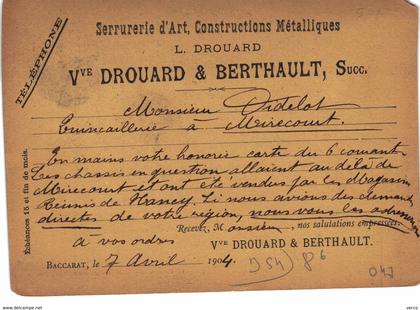 TÉLÉPHONE
Serrurerie d'Art, Constructions Métalliques
L. DROUARD
Vve DROUARD & BERTHAULT, Succ.
Monsieur Didelot
Quincaillerie à Mirecourt.
En mains votre honorée carte du 6 courant
Les chassis en question allaient au delà de
Mirecourt et ont été vendus par les Magasins
Réunis de Nancy. Si nous avions des demandes
directes de votre région, nous vous les adresserions
Recevez, Monsieur, nos salutations empressées
à vos ordres
Vve DROUARD & BERTHAULT.
BACCARAT, le 7 Avril 1904.
Échéances 15 et fin de mois.
047